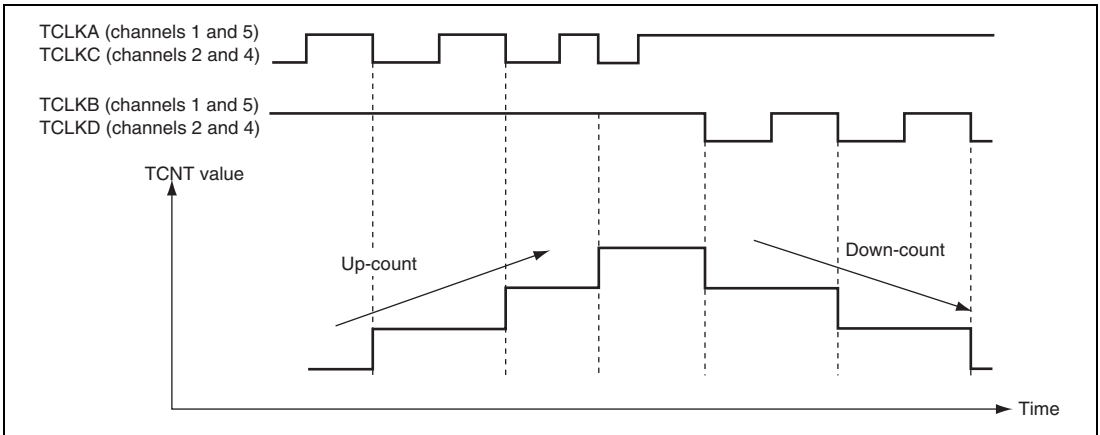 TCLKA (channels 1 and 5)
TCLKC (channels 2 and 4)
TCLKB (channels 1 and 5)
TCLKD (channels 2 and 4)
TCNT value
Up-count
Down-count
Time